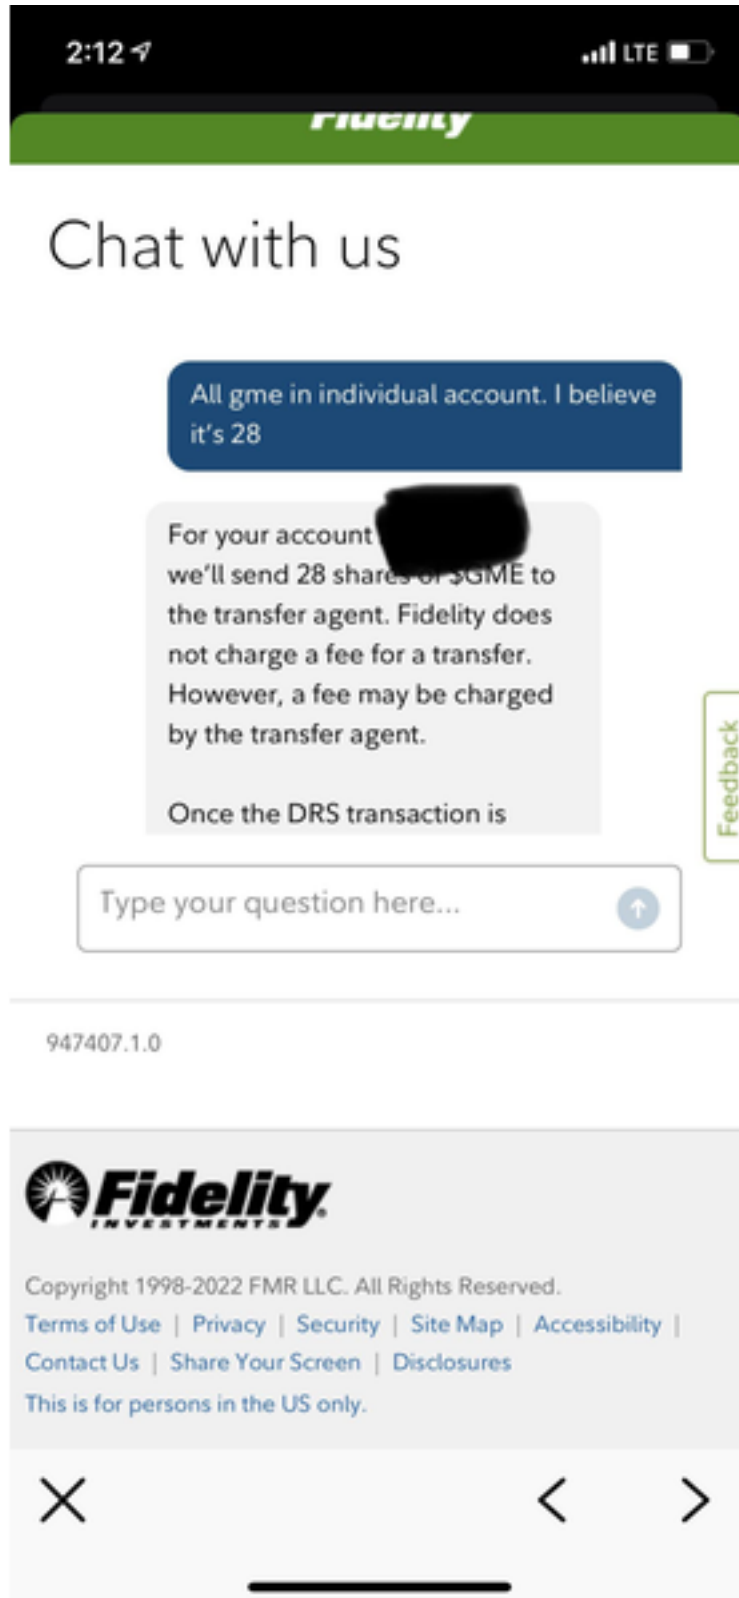 2:12
LTE
Fidelity
Chat with us
All gme in individual account. I believe
it's 28
For your account
we'll send 28 shares of $GME to
the transfer agent. Fidelity does
not charge a fee for a transfer.
However, a fee may be charged
by the transfer agent.
Once the DRS transaction is
Feedback
Type your question here...
947407.1.0
Fidelity
INVESTMENTS
Copyright 1998-2022 FMR LLC. All Rights Reserved.
Terms of Use | Privacy | Security | Site Map | Accessibility |
Contact Us | Share Your Screen | Disclosures
This is for persons in the US only.